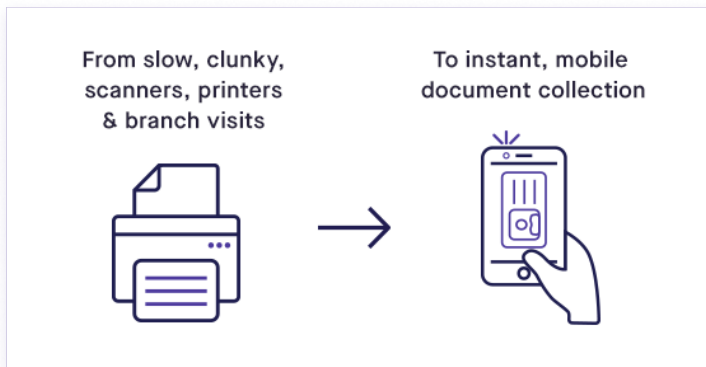 From slow, clunky,
scanners, printers
& branch visits
To instant, mobile
document collection